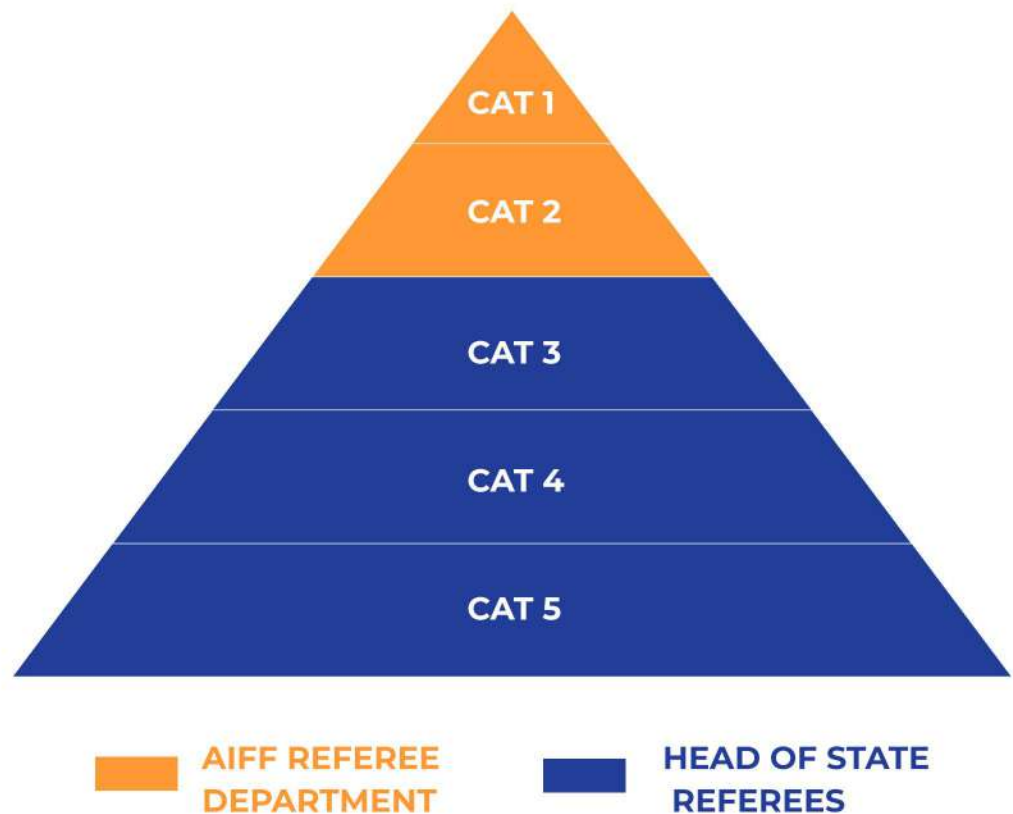 CAT 1
CAT 2
CAT 3
CAT 4
CAT 5
AIFF REFEREE
DEPARTMENT
HEAD OF STATE
REFEREES